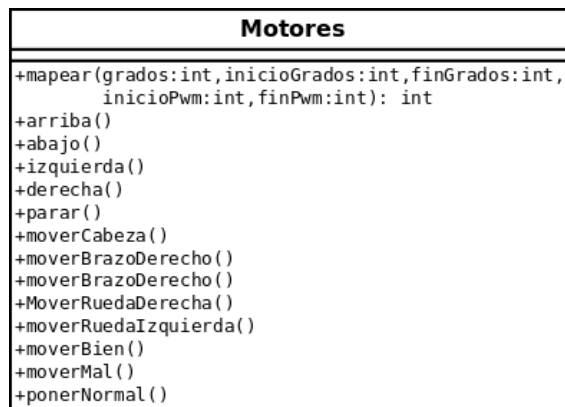 Motores
+mapear(grados:int,inicioGrados:int,finGrados:int,
inicioPwm:int,finPwm:int): int
+arriba()
+abajo()
+izquierda()
+derecha()
+parar()
+moverCabeza()
+moverBrazoDerecho()
+moverBrazoDerecho()
+MoverRuedaDerecha()
+moverRuedaIzquierda()
+moverBien()
+moverMal()
+ponerNormal()